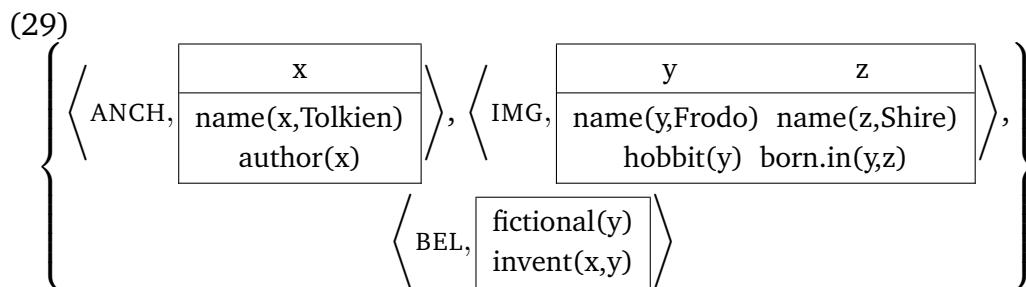 (29)
{ ⟨ ANCH, x ⟩, ⟨ IMG, y z ⟩, }
name(x,Tolkien) name(y,Frodo) name(z,Shire)
author(x) hobbit(y) born.in(y,z)
⟨ BEL, fictional(y) ⟩
invent(x,y)